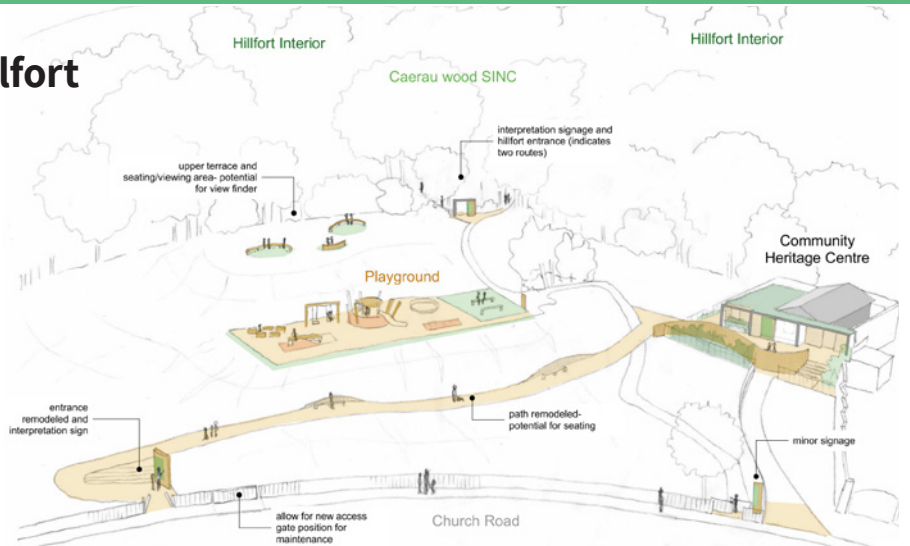 Hillfort Interior
Hillfort Interior
lfort
Caerau wood SINC
interpretation signage and
hillfort entrance (indicates
two routes)
upper terrace and
seating/viewing area- potential
for view finder
Community
Heritage Centre
Playground
entrance
remodeled and
interpretation sign
path remodeled-
potential for seating
minor signage
allow for new access
gate position for
maintenance
Church Road